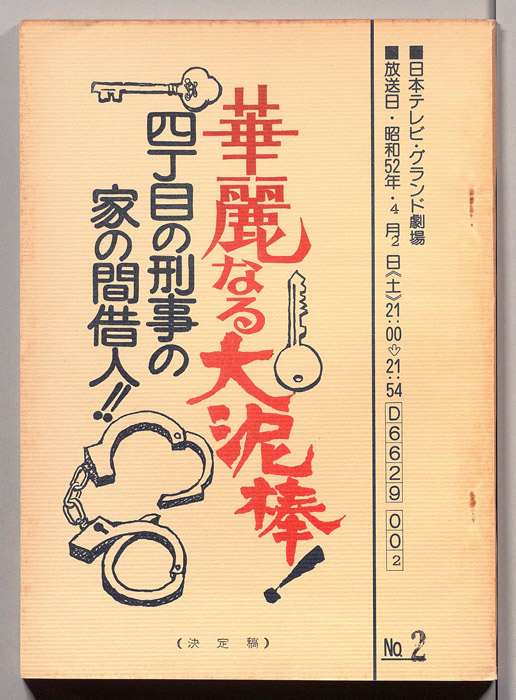 ■日本テレビ・グランド劇場
■放送日・昭和52年・4月2日《土》21:00⇨21:54 D6629 002
華麗なる大泥棒!
四丁目の刑事の
家の間借人!!
(決定稿)
No.2